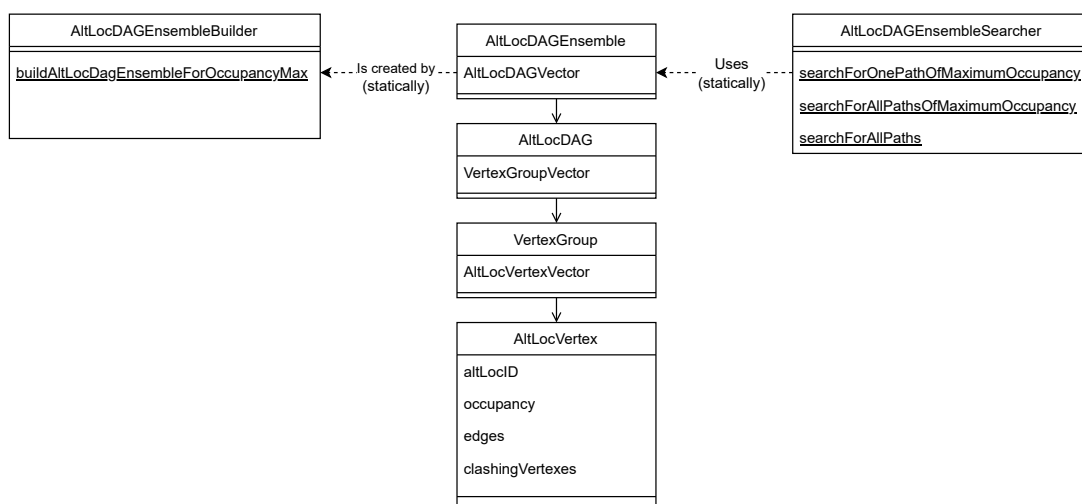 AltLocDAGEnsembleBuilder
buildAltLocDagEnsembleForOccupancyMax
Is created by
(statically)
AltLocDAGEnsemble
AltLocDAGVector
Uses
(statically)
AltLocDAGEnsembleSearcher
searchForOnePathOfMaximumOccupancy
searchForAllPathsOfMaximumOccupancy
searchForAllPaths
AltLocDAG
VertexGroupVector
VertexGroup
AltLocVertexVector
AltLocVertex
altLocID
occupancy
edges
clashingVertexes